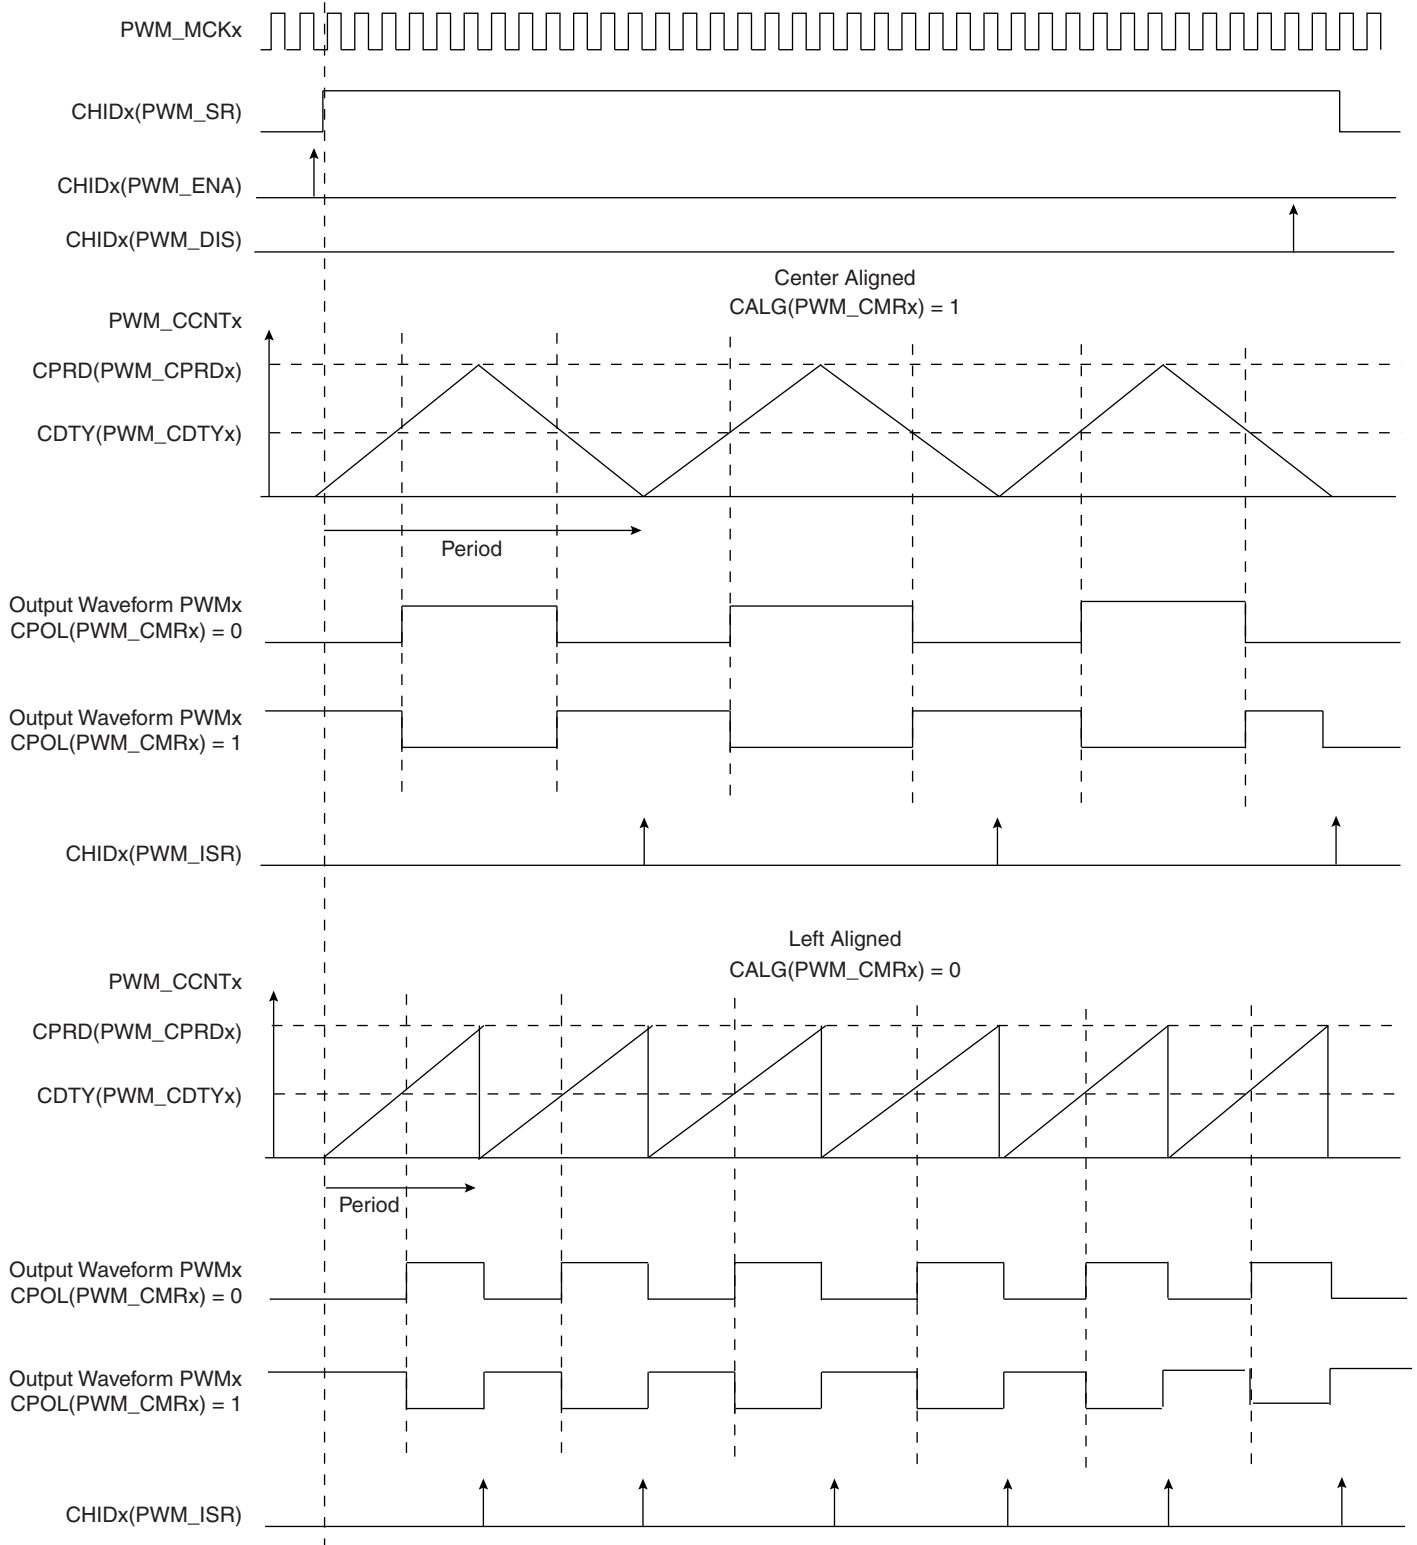 PWM_MCKx
CHIDx(PWM_SR)
CHIDx(PWM_ENA)
CHIDx(PWM_DIS)
Center Aligned
CALG(PWM_CMRx) = 1
PWM_CCNTx
CPRD(PWM_CPRDx)
CDTY(PWM_CDTYx)
Period
Output Waveform PWMx
CPOL(PWM_CMRx) = 0
Output Waveform PWMx
CPOL(PWM_CMRx) = 1
CHIDx(PWM_ISR)
Left Aligned
CALG(PWM_CMRx) = 0
PWM_CCNTx
CPRD(PWM_CPRDx)
CDTY(PWM_CDTYx)
Period
Output Waveform PWMx
CPOL(PWM_CMRx) = 0
Output Waveform PWMx
CPOL(PWM_CMRx) = 1
CHIDx(PWM_ISR)